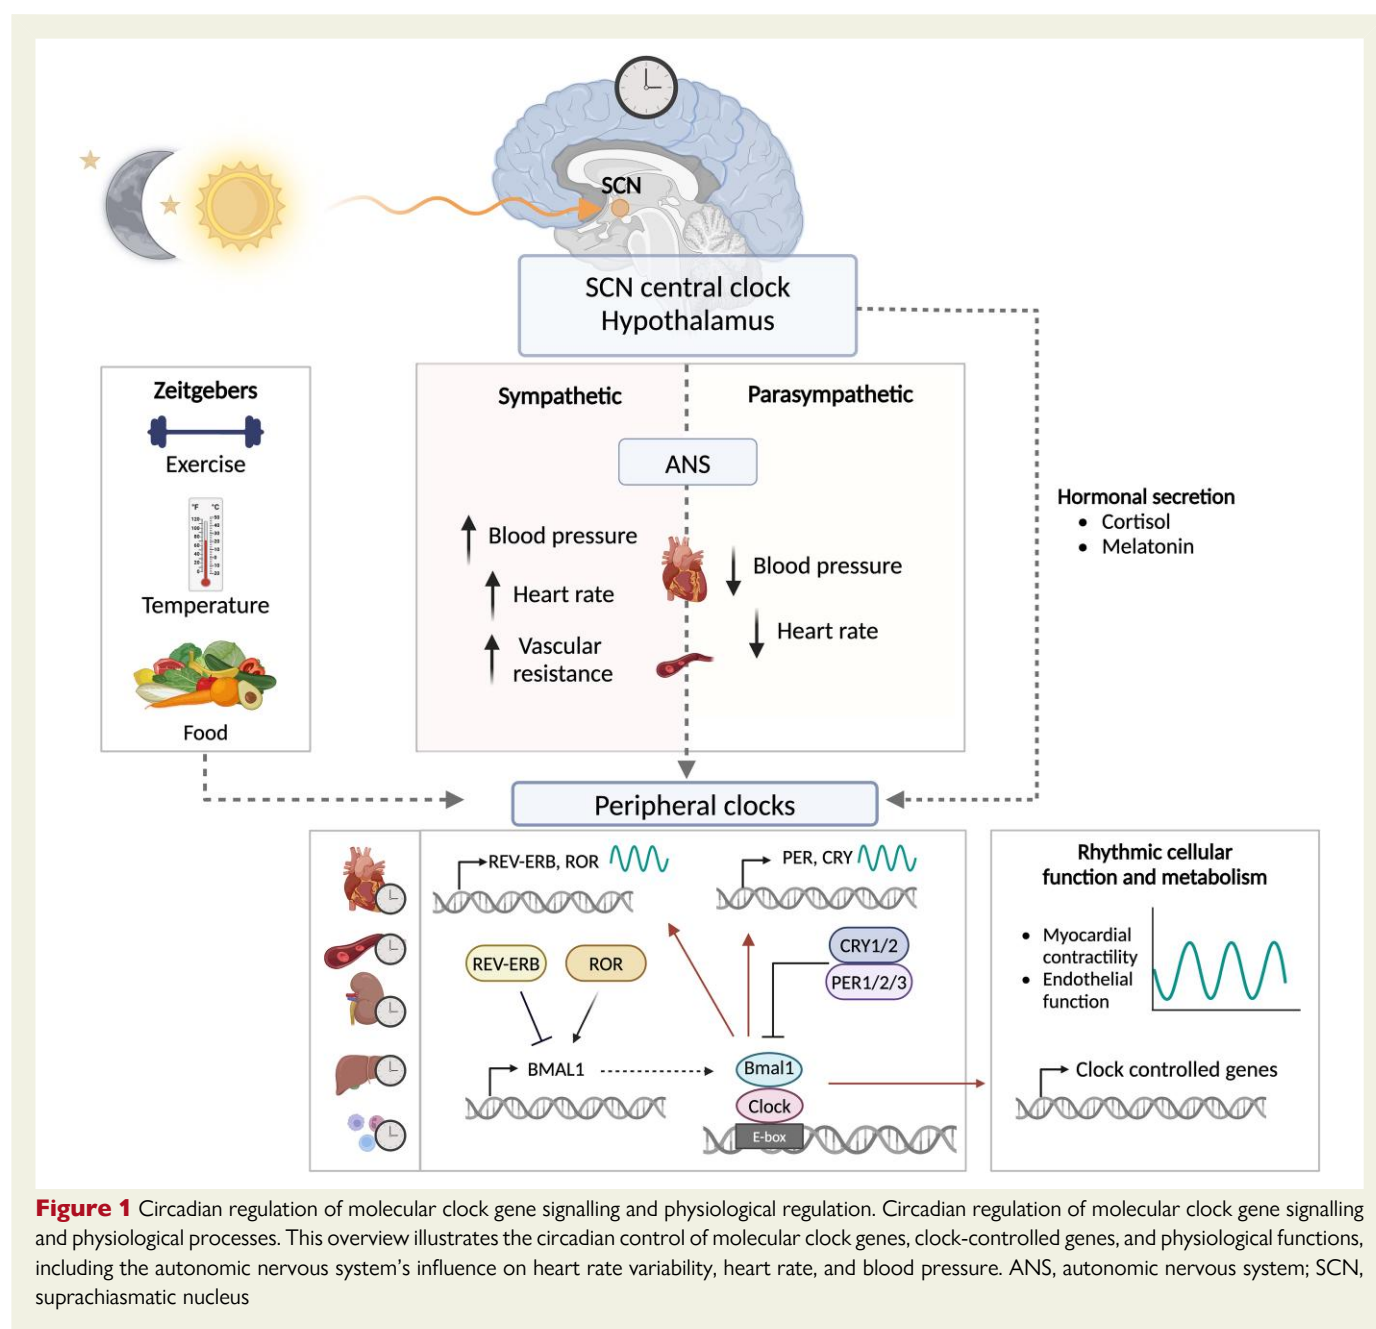 SCN
SCN central clock
Hypothalamus
Zeitgebers
Exercise
°F °C
Temperature
Food
Sympathetic
Parasympathetic
ANS
Blood pressure
Heart rate
Vascular
resistance
Blood pressure
Heart rate
Hormonal secretion
• Cortisol
• Melatonin
Peripheral clocks
REV-ERB, ROR
PER, CRY
REV-ERB
ROR
CRY1/2
PER1/2/3
BMAL1
Bmal1
Clock
E-box
Rhythmic cellular
function and metabolism
• Myocardial
contractility
• Endothelial
function
Clock controlled genes
Figure 1 Circadian regulation of molecular clock gene signalling and physiological regulation. Circadian regulation of molecular clock gene signalling
and physiological processes. This overview illustrates the circadian control of molecular clock genes, clock-controlled genes, and physiological functions,
including the autonomic nervous system's influence on heart rate variability, heart rate, and blood pressure. ANS, autonomic nervous system; SCN,
suprachiasmatic nucleus